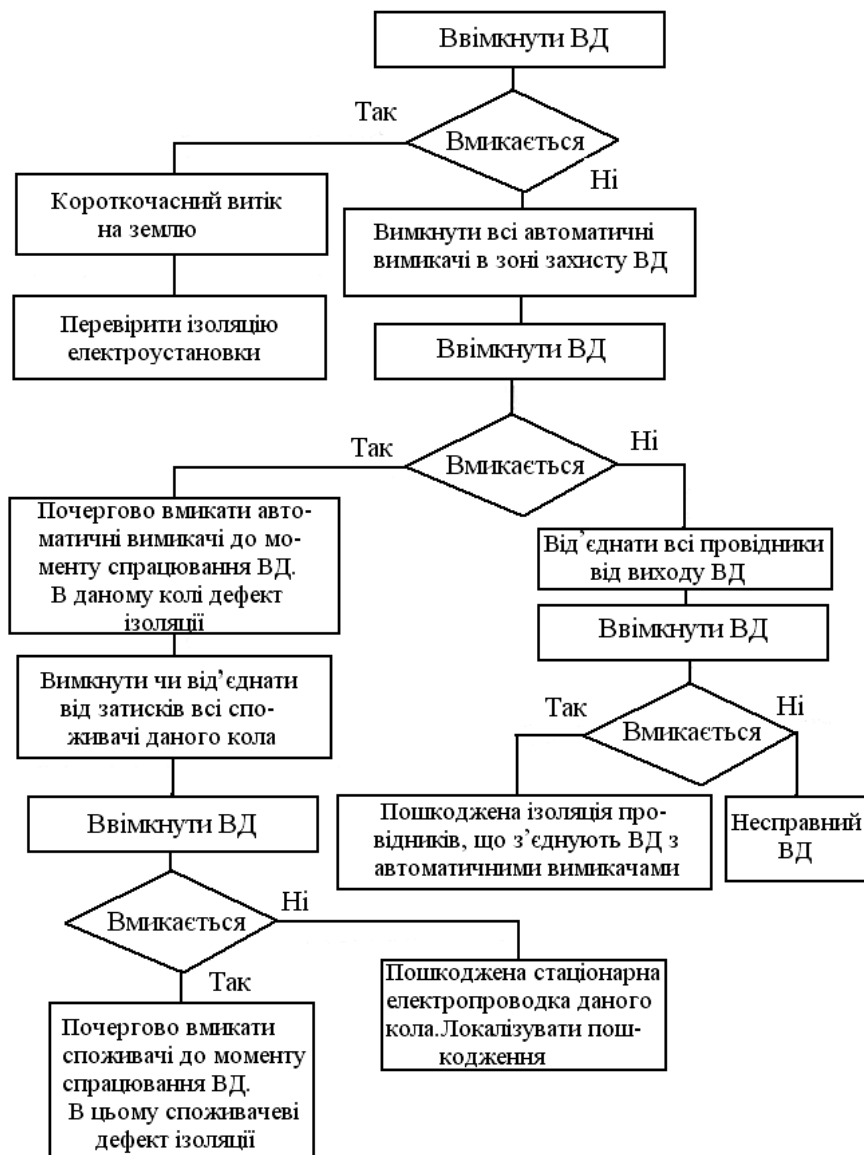 Ввімкнути ВД
Так
Вмикається
Ні
Короткочасний витік
на землю
Вимкнути всі автоматичні
вимикачі в зоні захисту ВД
Перевірити ізоляцію
електроустановки
Ввімкнути ВД
Так
Вмикається
Ні
Почергово вмикати авто-
матичні вимикачі до мо-
менту спрацювання ВД.
В даному колі дефект
ізоляції
Від’єднати всі провідники
від виходу ВД
Ввімкнути ВД
Вимкнути чи від’єднати
від затисків всі спо-
живачі даного кола
Так
Вмикається
Ні
Ввімкнути ВД
Пошкоджена ізоляція про-
відників, що з’єднують ВД з
автоматичними вимикачами
Несправний
ВД
Вмикається
Ні
Так
Пошкоджена стаціонарна
електропроводка даного
кола.Локалізувати пош-
кодження
Почергово вмикати
споживачі до моменту
спрацювання ВД.
В цьому споживачеві
дефект ізоляції